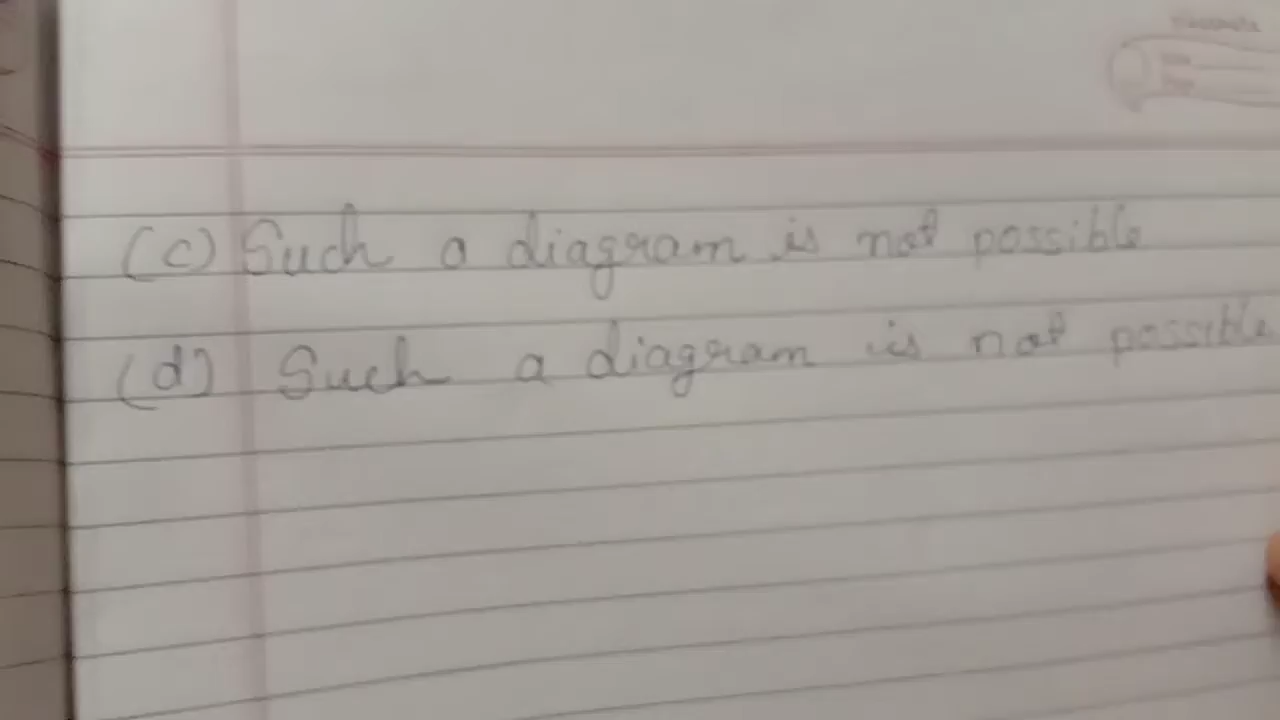 (c) Such a diagram is not possible
(d) Such a diagram is not possible